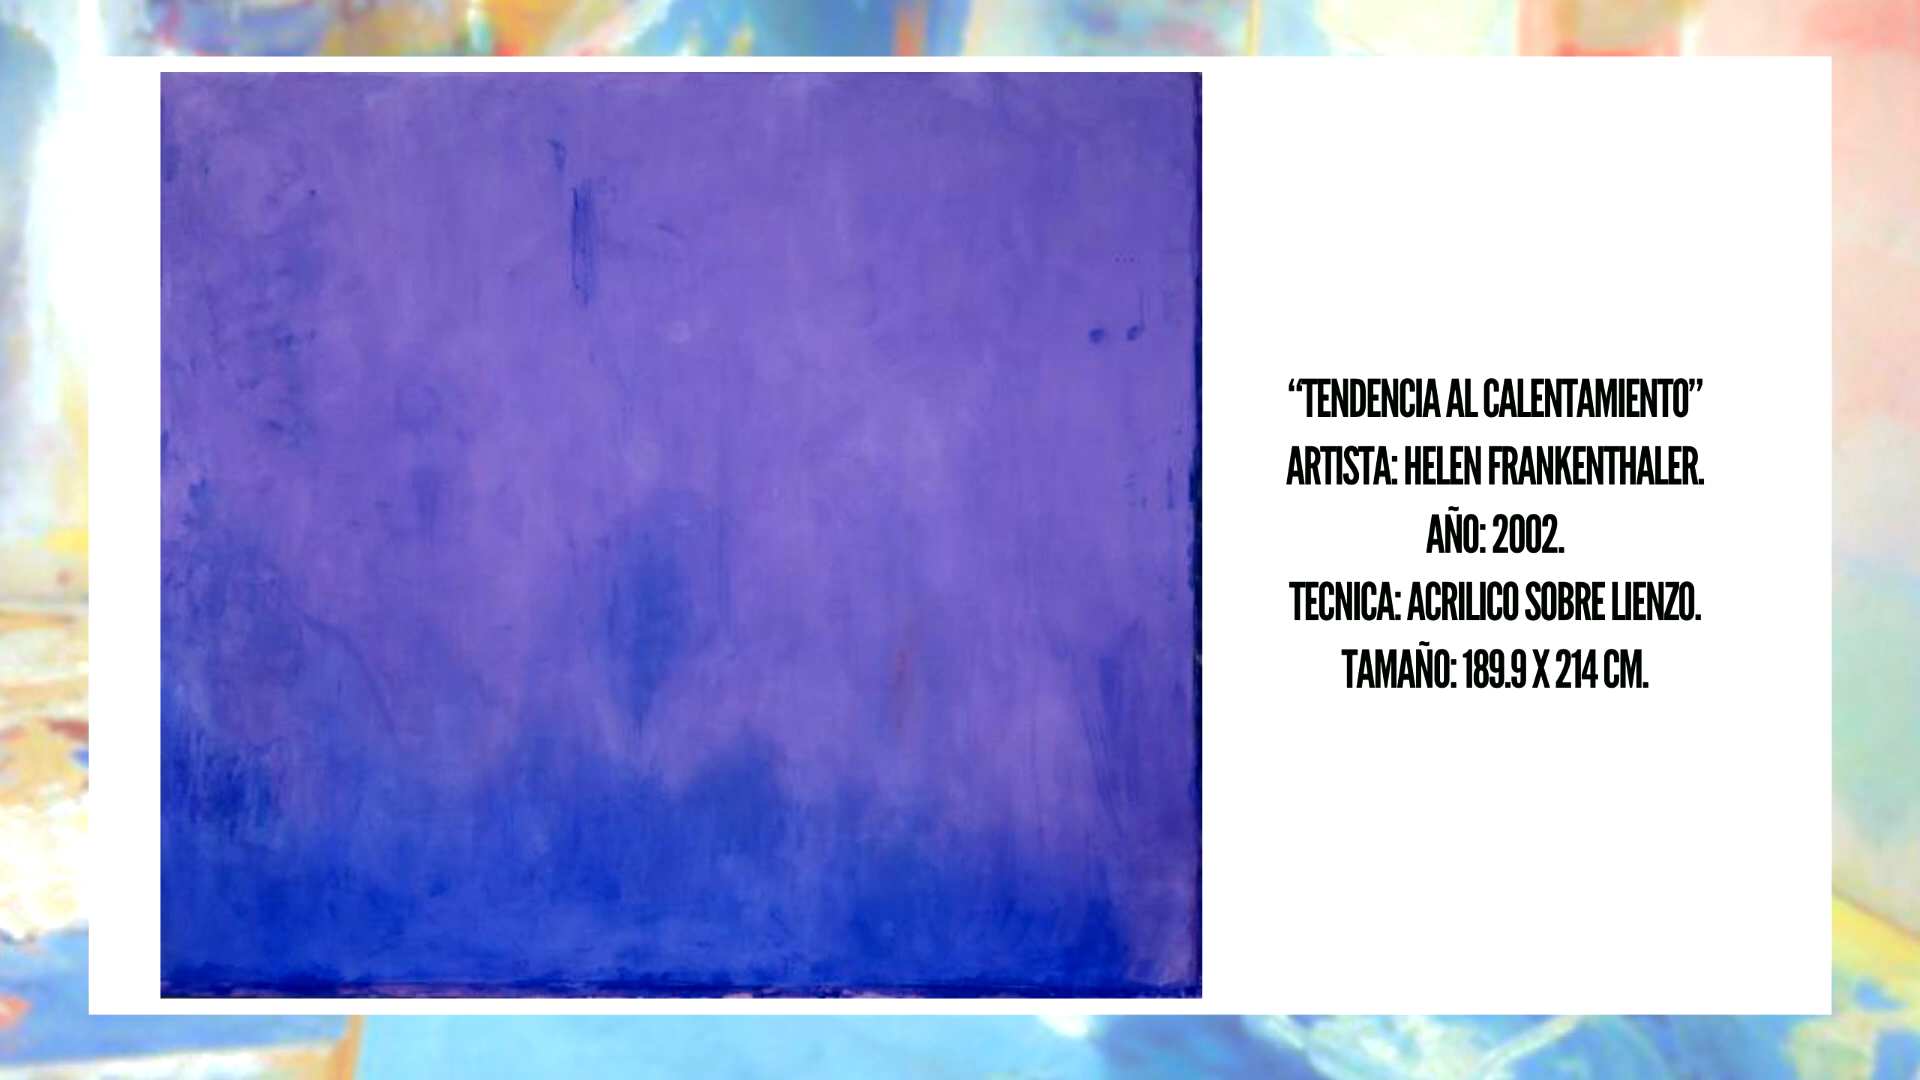 “TENDENCIA AL CALENTAMIENTO”
ARTISTA: HELEN FRANKENTHALER.
AÑO: 2002.
TECNICA: ACRILICO SOBRE LIENZO.
TAMAÑO: 189.9 X 214 CM.